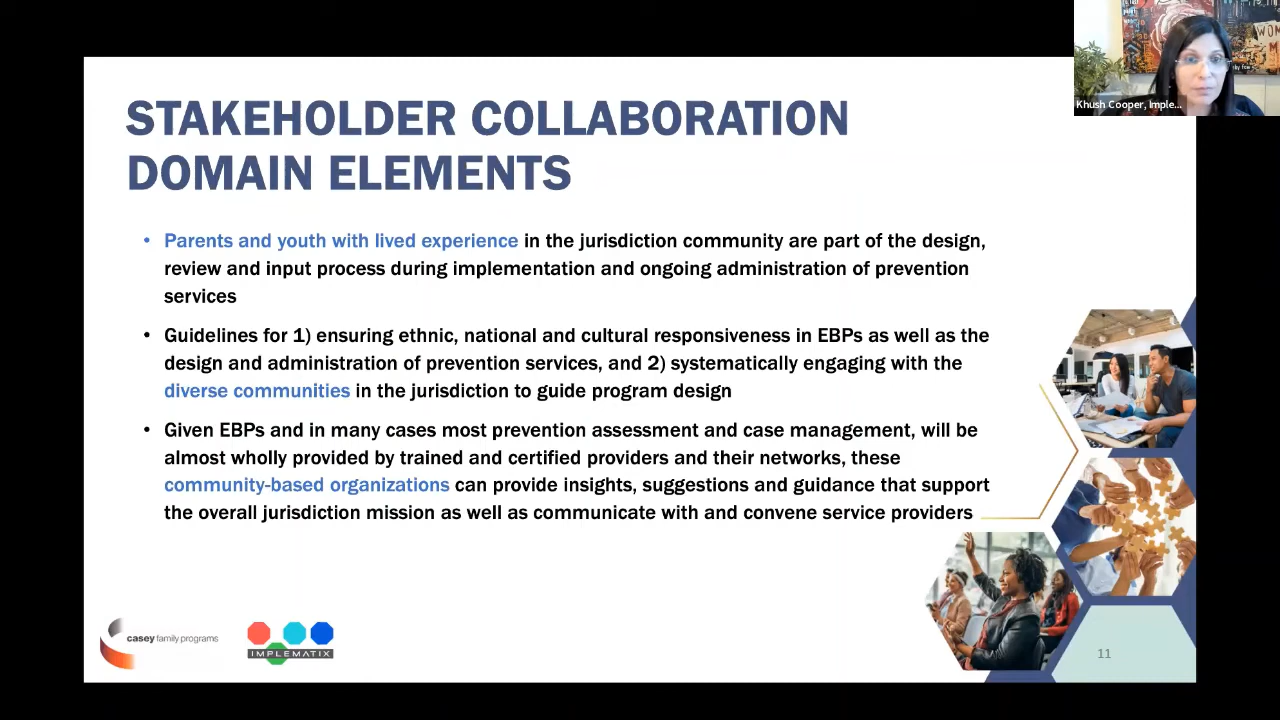 Khush Cooper, Imple...
STAKEHOLDER COLLABORATION
DOMAIN ELEMENTS
• Parents and youth with lived experience in the jurisdiction community are part of the design,
review and input process during implementation and ongoing administration of prevention
services
• Guidelines for 1) ensuring ethnic, national and cultural responsiveness in EBPs as well as the
design and administration of prevention services, and 2) systematically engaging with the
diverse communities in the jurisdiction to guide program design
• Given EBPs and in many cases most prevention assessment and case management, will be
almost wholly provided by trained and certified providers and their networks, these
community-based organizations can provide insights, suggestions and guidance that support
the overall jurisdiction mission as well as communicate with and convene service providers
casey family programs
IMPLEMATIX
11